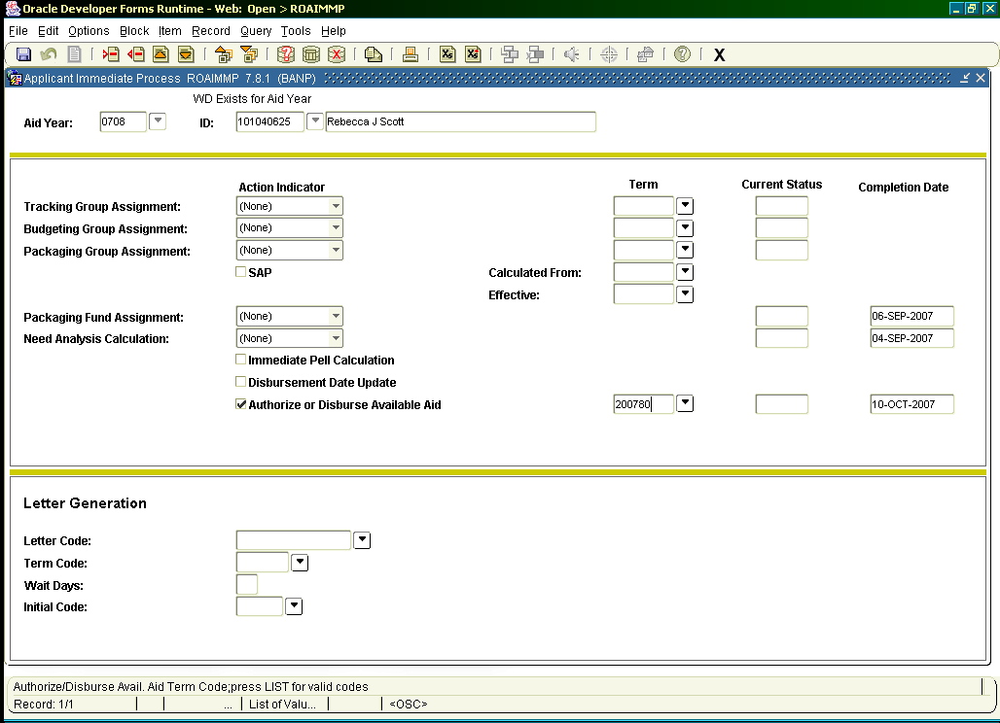 Oracle Developer Forms Runtime - Web: Open > ROAIMMP
File Edit Options Block Item Record Query Tools Help
X
Applicant Immediate Process ROAIMMP 7.8.1 (BANP)
WD Exists for Aid Year
Aid Year: 0708 ID: 101040625 Rebecca J Scott
Action Indicator Term Current Status Completion Date
Tracking Group Assignment: (None)
Budgeting Group Assignment: (None)
Packaging Group Assignment: (None)
SAP Calculated From:
Effective:
Packaging Fund Assignment: (None) 06-SEP-2007
Need Analysis Calculation: (None) 04-SEP-2007
Immediate Pell Calculation
Disbursement Date Update
Authorize or Disburse Available Aid 200780 10-OCT-2007
Letter Generation
Letter Code:
Term Code:
Wait Days:
Initial Code:
Authorize/Disburse Avail. Aid Term Code;press LIST for valid codes
Record: 1/1 ... List of Valu... <OSC>